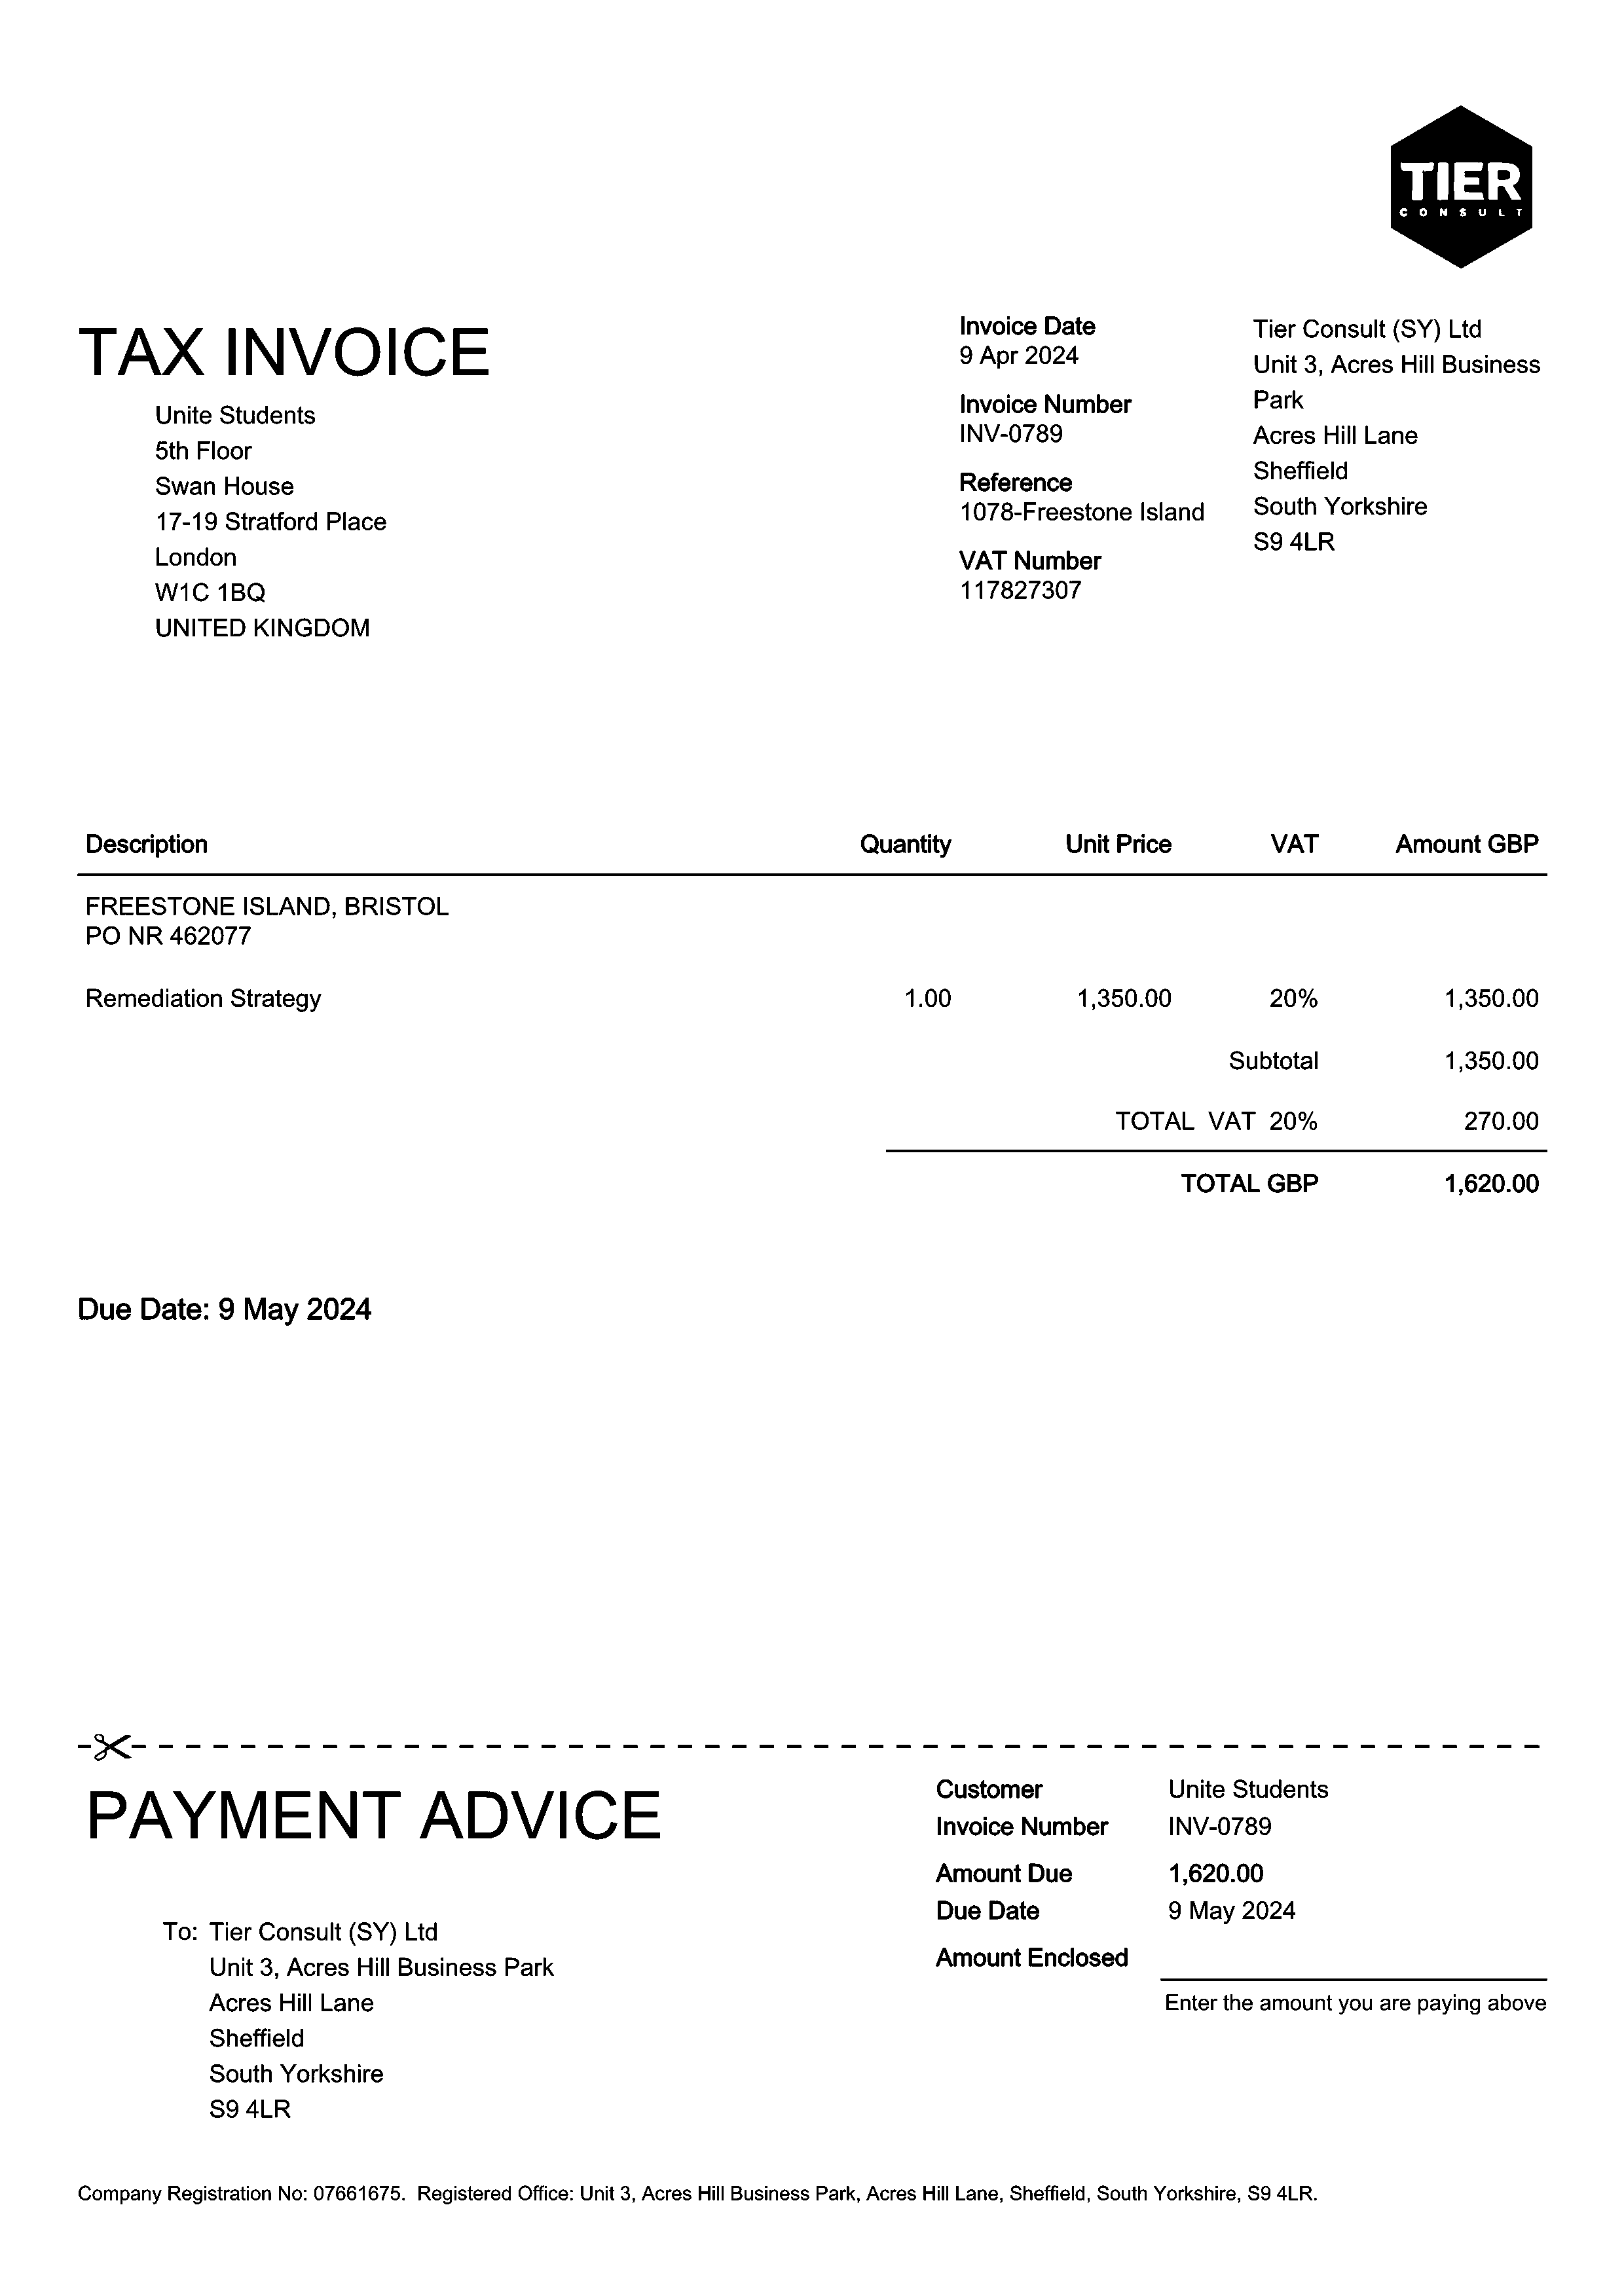 TIER
CONSULT
TAX INVOICE
Unite Students
5th Floor
Swan House
17-19 Stratford Place
London
W1C 1BQ
UNITED KINGDOM
Invoice Date
9 Apr 2024
Invoice Number
INV-0789
Reference
1078-Freestone Island
VAT Number
117827307
Tier Consult (SY) Ltd
Unit 3, Acres Hill Business
Park
Acres Hill Lane
Sheffield
South Yorkshire
S9 4LR
Description Quantity Unit Price VAT Amount GBP
FREESTONE ISLAND, BRISTOL
PO NR 462077
Remediation Strategy 1.00 1,350.00 20% 1,350.00
Subtotal 1,350.00
TOTAL VAT 20% 270.00
TOTAL GBP 1,620.00
Due Date: 9 May 2024
PAYMENT ADVICE
To: Tier Consult (SY) Ltd
Unit 3, Acres Hill Business Park
Acres Hill Lane
Sheffield
South Yorkshire
S9 4LR
Customer Unite Students
Invoice Number INV-0789
Amount Due 1,620.00
Due Date 9 May 2024
Amount Enclosed
Enter the amount you are paying above
Company Registration No: 07661675. Registered Office: Unit 3, Acres Hill Business Park, Acres Hill Lane, Sheffield, South Yorkshire, S9 4LR.